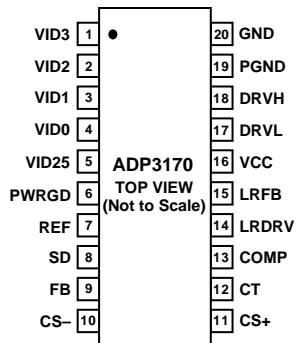 VID3 1 20 GND
VID2 2 19 PGND
VID1 3 18 DRVH
VID0 4 17 DRVL
VID25 5 ADP3170 16 VCC
PWRGD 6 TOP VIEW 15 LRFB
(Not to Scale)
REF 7 14 LRDRV
SD 8 13 COMP
FB 9 12 CT
CS– 10 11 CS+